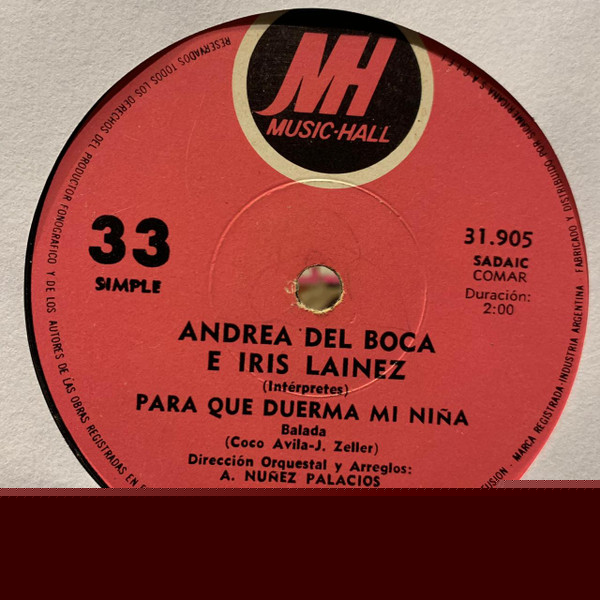 MH
MUSIC-HALL
33
SIMPLE
31.905
SADAIC
COMAR
Duración:
2:00
ANDREA DEL BOCA
E IRIS LAINEZ
(Intérpretes)
PARA QUE DUERMA MI NIÑA
Balada
(Coco Avila-J. Zeller)
Dirección Orquestal y Arreglos:
A. NUÑEZ PALACIOS
RESERVADOS TODOS LOS DERECHOS DEL PRODUCTOR FONOGRAFICO Y DE LOS AUTORES DE LAS OBRAS REGISTRADAS EN
MARCA REGISTRADA-INDUSTRIA ARGENTINA - FABRICADO Y DISTRIBUIDO POR